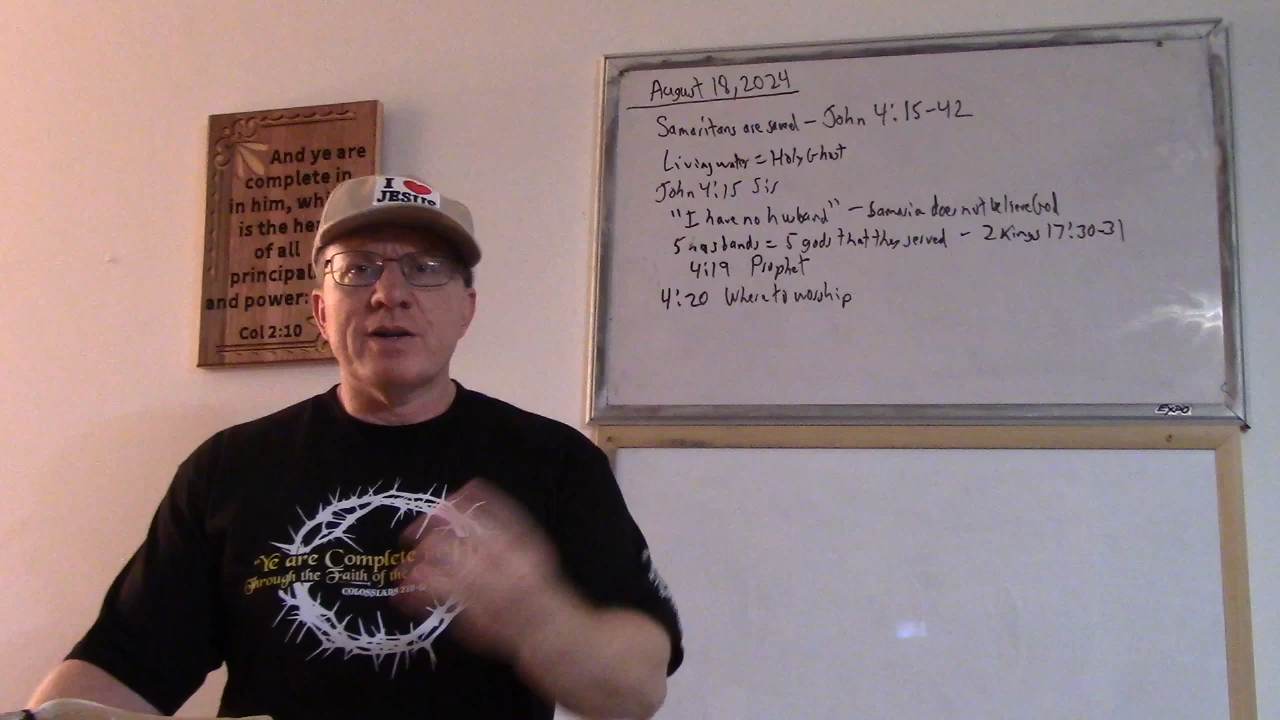 And ye are
complete in
in him, whi
is the he
of all
principal
and power:
Col 2:10
I ♥
JESUS
"Ye are Complete
Through the Faith of the
COLOSSIANS
August 18, 2024
Samaritans are saved – John 4:15-42
Living water = Holy Ghost
John 4:15 Sir
"I have no husband" – Samaria does not believe God
5 husbands = 5 gods that they served – 2 Kings 17:30-31
4:19 Prophet
4:20 Where to worship
EXPO